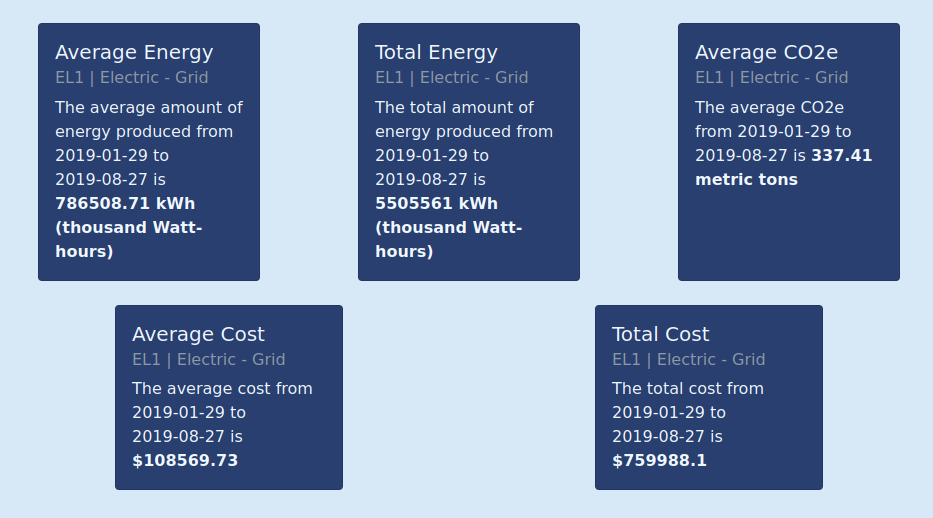 Average Energy
EL1 | Electric - Grid
The average amount of
energy produced from
2019-01-29 to
2019-08-27 is
786508.71 kWh
(thousand Watt-
hours)
Total Energy
EL1 | Electric - Grid
The total amount of
energy produced from
2019-01-29 to
2019-08-27 is
5505561 kWh
(thousand Watt-
hours)
Average CO2e
EL1 | Electric - Grid
The average CO2e
from 2019-01-29 to
2019-08-27 is 337.41
metric tons
Average Cost
EL1 | Electric - Grid
The average cost from
2019-01-29 to
2019-08-27 is
$108569.73
Total Cost
EL1 | Electric - Grid
The total cost from
2019-01-29 to
2019-08-27 is
$759988.1